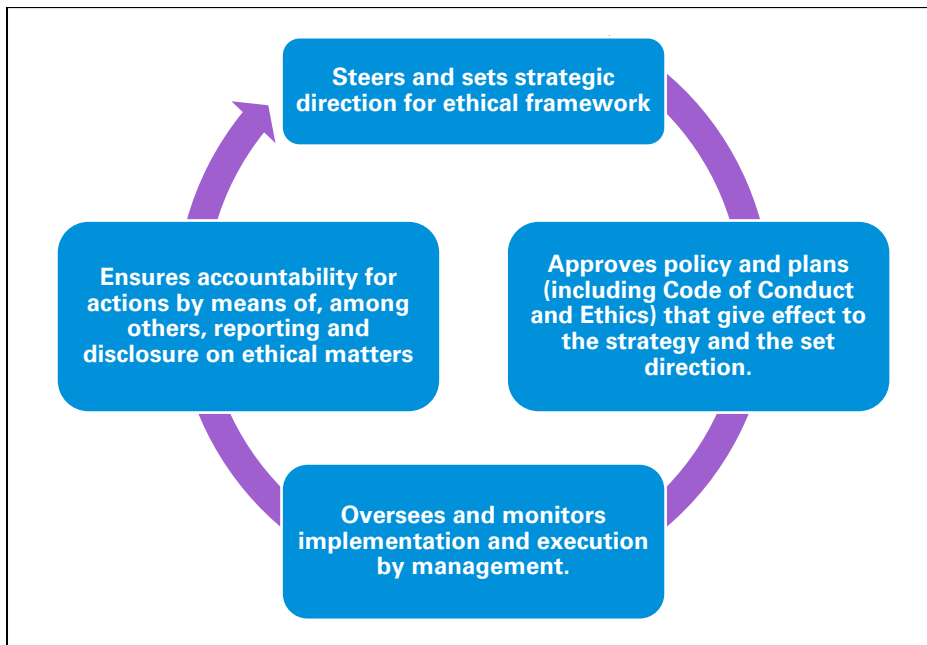 Steers and sets strategic
direction for ethical framework
Approves policy and plans
(including Code of Conduct
and Ethics) that give effect to
the strategy and the set
direction.
Oversees and monitors
implementation and execution
by management.
Ensures accountability for
actions by means of, among
others, reporting and
disclosure on ethical matters